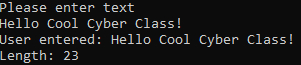 Please enter text
Hello Cool Cyber Class!
User entered: Hello Cool Cyber Class!
Length: 23